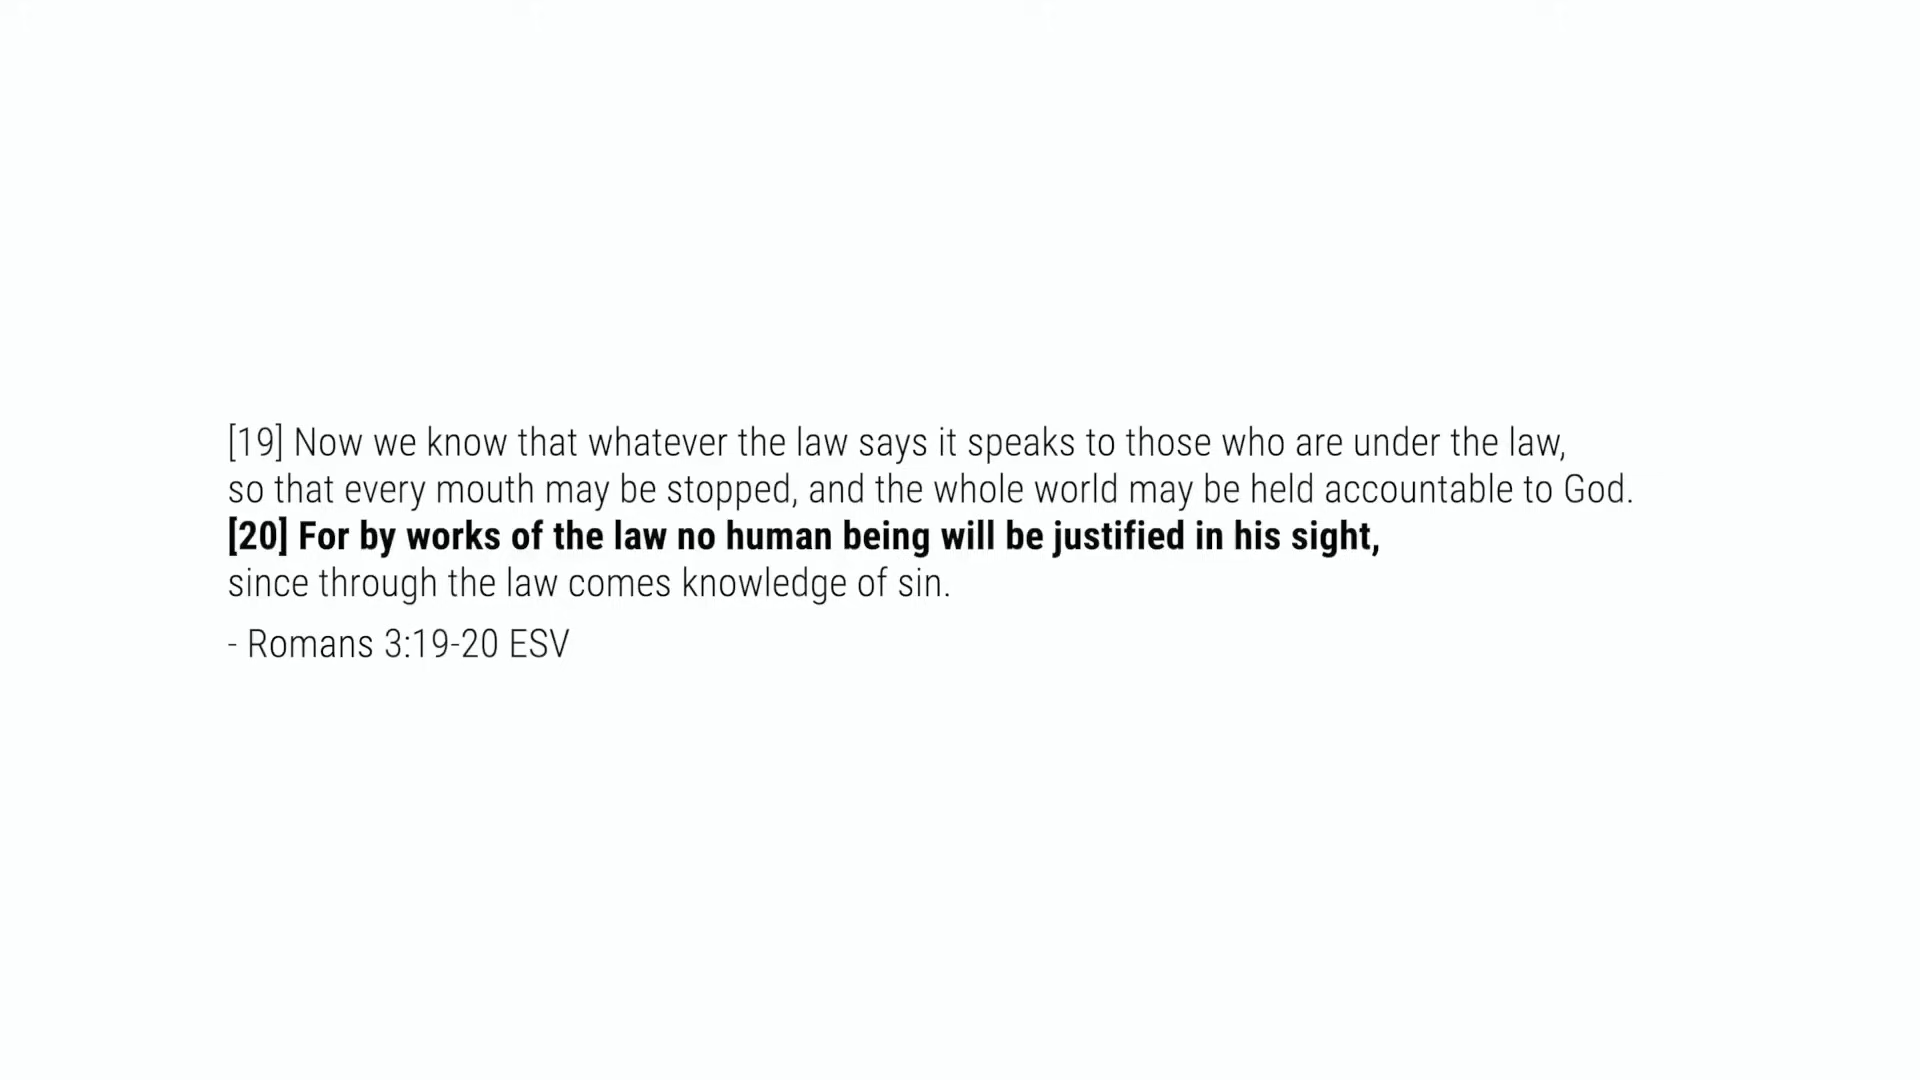 [19] Now we know that whatever the law says it speaks to those who are under the law,
so that every mouth may be stopped, and the whole world may be held accountable to God.
[20] For by works of the law no human being will be justified in his sight,
since through the law comes knowledge of sin.
- Romans 3:19-20 ESV